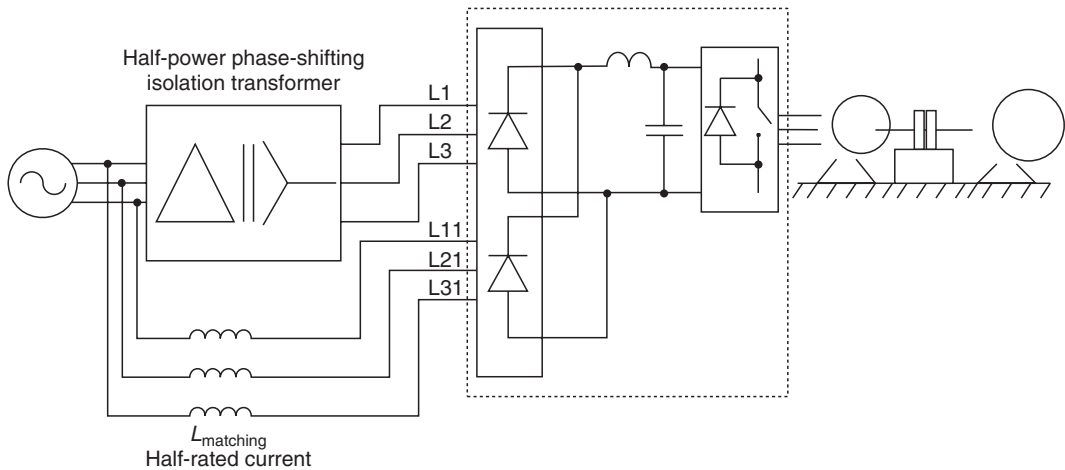 Half-power phase-shifting
isolation transformer
L1
L2
L3
L11
L21
L31
Lmatching
Half-rated current